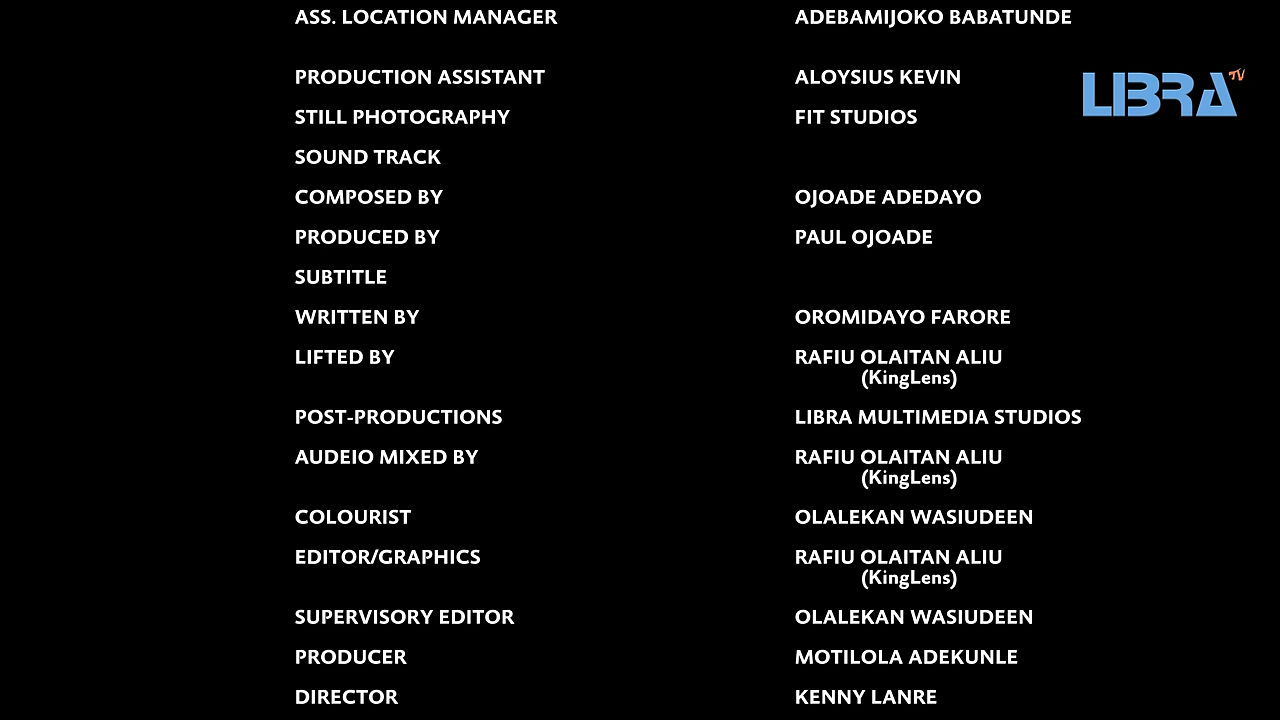 ASS. LOCATION MANAGER ADEBAMIJOKO BABATUNDE
PRODUCTION ASSISTANT ALOYSIUS KEVIN
LIBRA TV
STILL PHOTOGRAPHY FIT STUDIOS
SOUND TRACK
COMPOSED BY OJOADE ADEDAYO
PRODUCED BY PAUL OJOADE
SUBTITLE
WRITTEN BY OROMIDAYO FARORE
LIFTED BY RAFIU OLAITAN ALIU
(KingLens)
POST-PRODUCTIONS LIBRA MULTIMEDIA STUDIOS
AUDEIO MIXED BY RAFIU OLAITAN ALIU
(KingLens)
COLOURIST OLALEKAN WASIUDEEN
EDITOR/GRAPHICS RAFIU OLAITAN ALIU
(KingLens)
SUPERVISORY EDITOR OLALEKAN WASIUDEEN
PRODUCER MOTILOLA ADEKUNLE
DIRECTOR KENNY LANRE